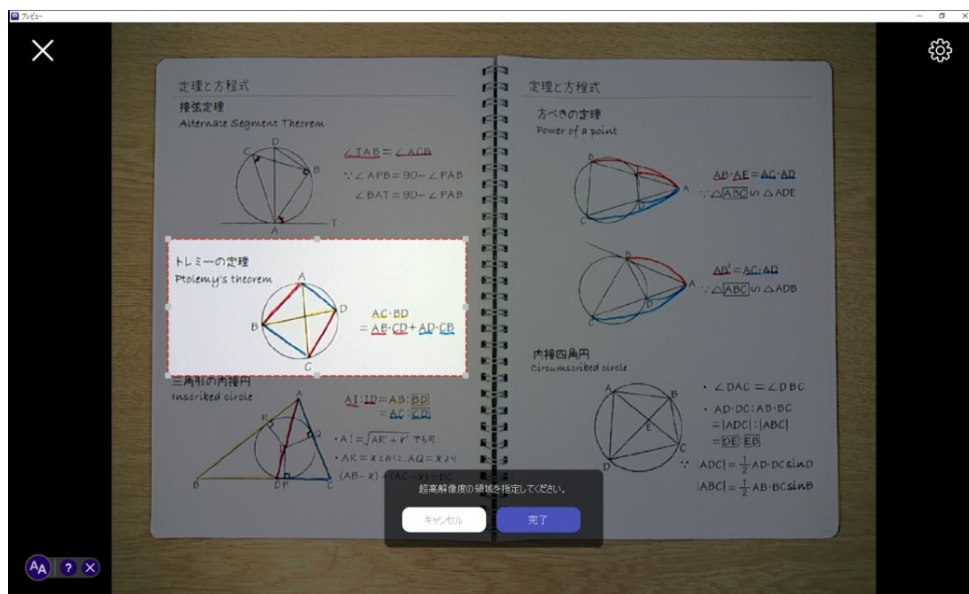 プレビュー
定理と方程式
接弦定理
Alternate Segment Theorem
D
C
B
A
T
∠TAB = ∠ACB
∵∠APB = 90 - ∠PAB
∠BAT = 90 - ∠PAB
トレミーの定理
Ptolemy's theorem
A
D
B
C
AC·BD
= AB·CD + AD·CB
三角形の内接円
Inscribed circle
A
R
Q
B
D
P
C
AI:ID = AB:BD
= AC:CD
(AB-x)+(AC-x)=BC
定理と方程式
方べきの定理
Power of a point
B
A
D
C
AB·AE = AC·AD
∵△ABC ∽ △ADE
B
A
D
C
AB² = AC·AD
∵△ABC ∽ △ADB
内接四角円
Circumscribed circle
A
B
E
D
C
・∠DAC = ∠DBC
・AD·DC:AB·BC
= |ADC|:|ABC|
= DE:EB
∵ |ADC| = 1/2 AD·DC sinD
|ABC| = 1/2 AB·BC sinB
超高解像度の領域を指定してください。
キャンセル
完了
AA
?